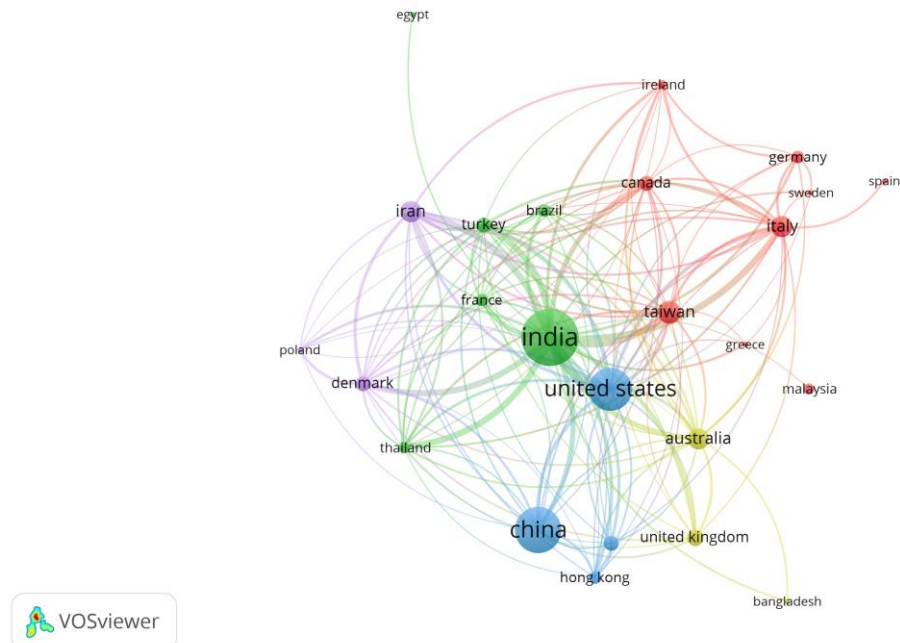 egypt
ireland
germany
spain
canada
sweden
iran
brazil
turkey
italy
france
taiwan
india
greece
poland
denmark
united states
malaysia
australia
thailand
china
united kingdom
hong kong
bangladesh
VOSviewer